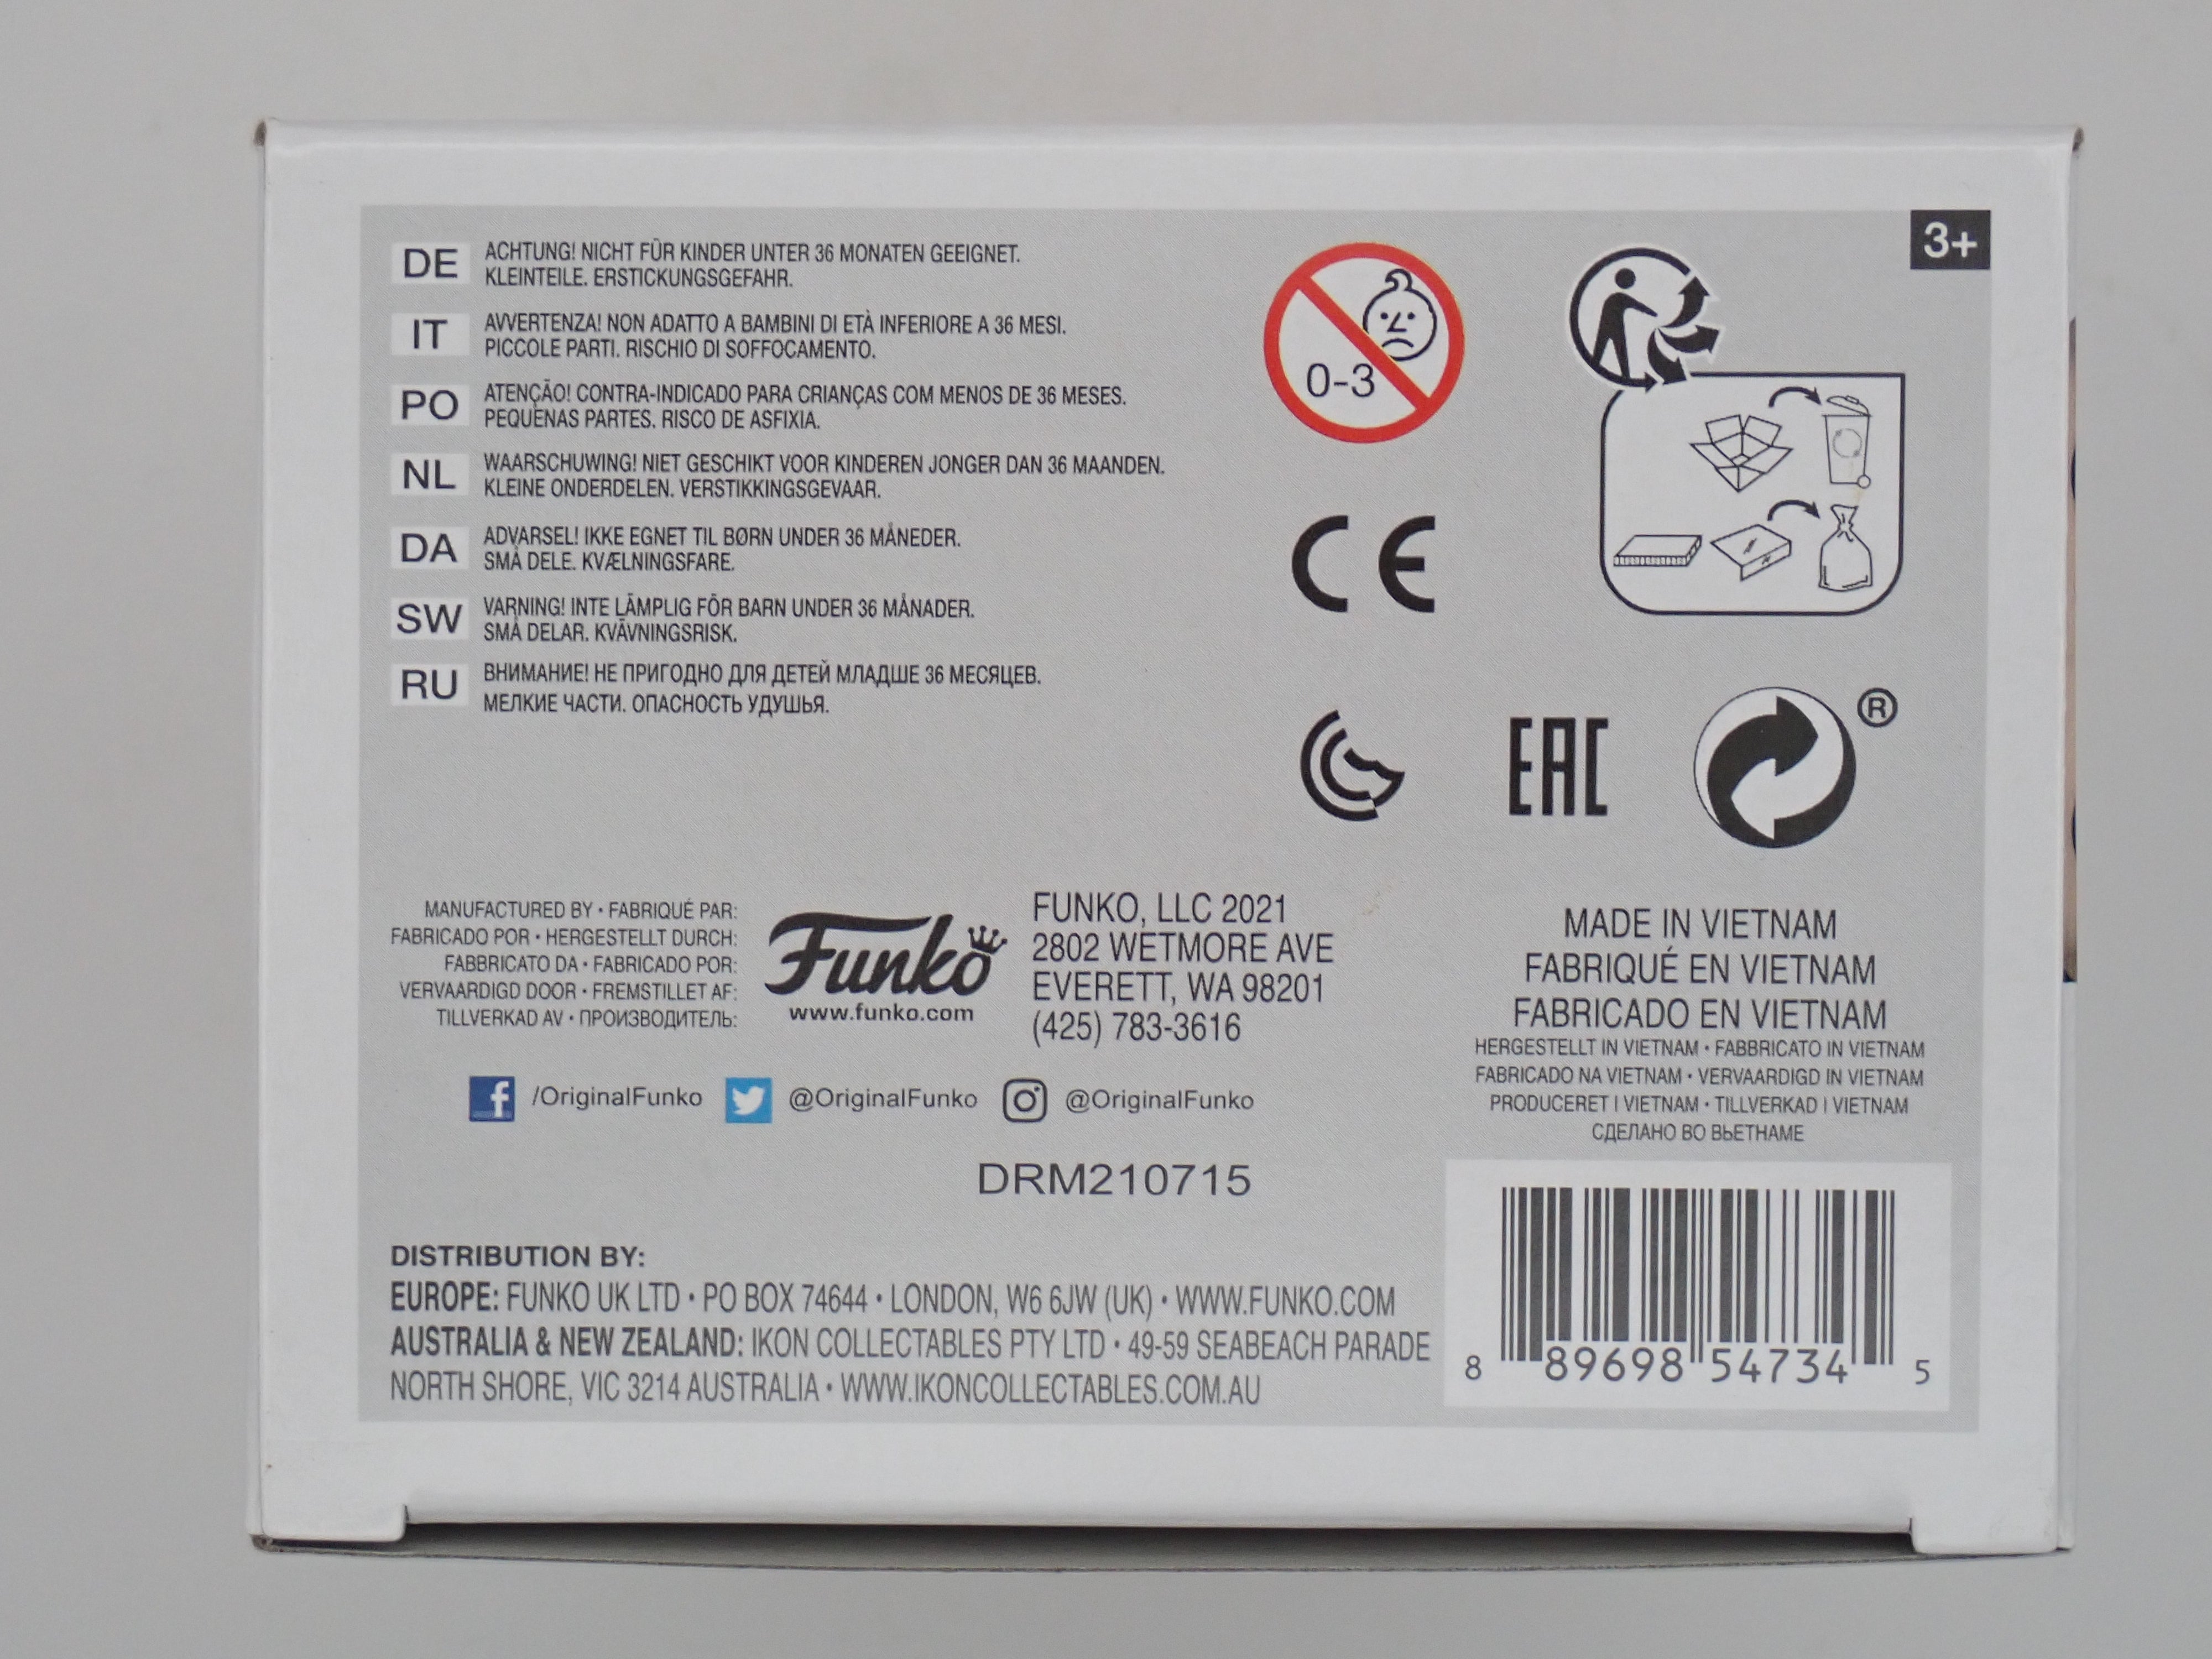 3+
DE
ACHTUNG! NICHT FÜR KINDER UNTER 36 MONATEN GEEIGNET.
KLEINTEILE. ERSTICKUNGSGEFAHR.
IT
AVVERTENZA! NON ADATTO A BAMBINI DI ETÀ INFERIORE A 36 MESI.
PICCOLE PARTI. RISCHIO DI SOFFOCAMENTO.
PO
ATENÇÃO! CONTRA-INDICADO PARA CRIANÇAS COM MENOS DE 36 MESES.
PEQUENAS PARTES. RISCO DE ASFIXIA.
NL
WAARSCHUWING! NIET GESCHIKT VOOR KINDEREN JONGER DAN 36 MAANDEN.
KLEINE ONDERDELEN. VERSTIKKINGSGEVAAR.
DA
ADVARSEL! IKKE EGNET TIL BØRN UNDER 36 MÅNEDER.
SMÅ DELE. KVÆLNINGSFARE.
SW
VARNING! INTE LÄMPLIG FÖR BARN UNDER 36 MÅNADER.
SMÅ DELAR. KVÄVNINGSRISK.
RU
ВНИМАНИЕ! НЕ ПРИГОДНО ДЛЯ ДЕТЕЙ МЛАДШЕ 36 МЕСЯЦЕВ.
МЕЛКИЕ ЧАСТИ. ОПАСНОСТЬ УДУШЬЯ.
0-3
CE
EAC
®
MANUFACTURED BY • FABRIQUÉ PAR:
FABRICADO POR • HERGESTELLT DURCH:
FABBRICATO DA • FABRICADO POR:
VERVAARDIGD DOOR • FREMSTILLET AF:
TILLVERKAD AV • ПРОИЗВОДИТЕЛЬ:
Funko
www.funko.com
FUNKO, LLC 2021
2802 WETMORE AVE
EVERETT, WA 98201
(425) 783-3616
MADE IN VIETNAM
FABRIQUÉ EN VIETNAM
FABRICADO EN VIETNAM
HERGESTELLT IN VIETNAM • FABBRICATO IN VIETNAM
FABRICADO NA VIETNAM • VERVAARDIGD IN VIETNAM
PRODUCERET I VIETNAM • TILLVERKAD I VIETNAM
СДЕЛАНО ВО ВЬЕТНАМЕ
/OriginalFunko @OriginalFunko @OriginalFunko
DRM210715
DISTRIBUTION BY:
EUROPE: FUNKO UK LTD • PO BOX 74644 • LONDON, W6 6JW (UK) • WWW.FUNKO.COM
AUSTRALIA & NEW ZEALAND: IKON COLLECTABLES PTY LTD • 49-59 SEABEACH PARADE
NORTH SHORE, VIC 3214 AUSTRALIA • WWW.IKONCOLLECTABLES.COM.AU
8 89698 54734 5